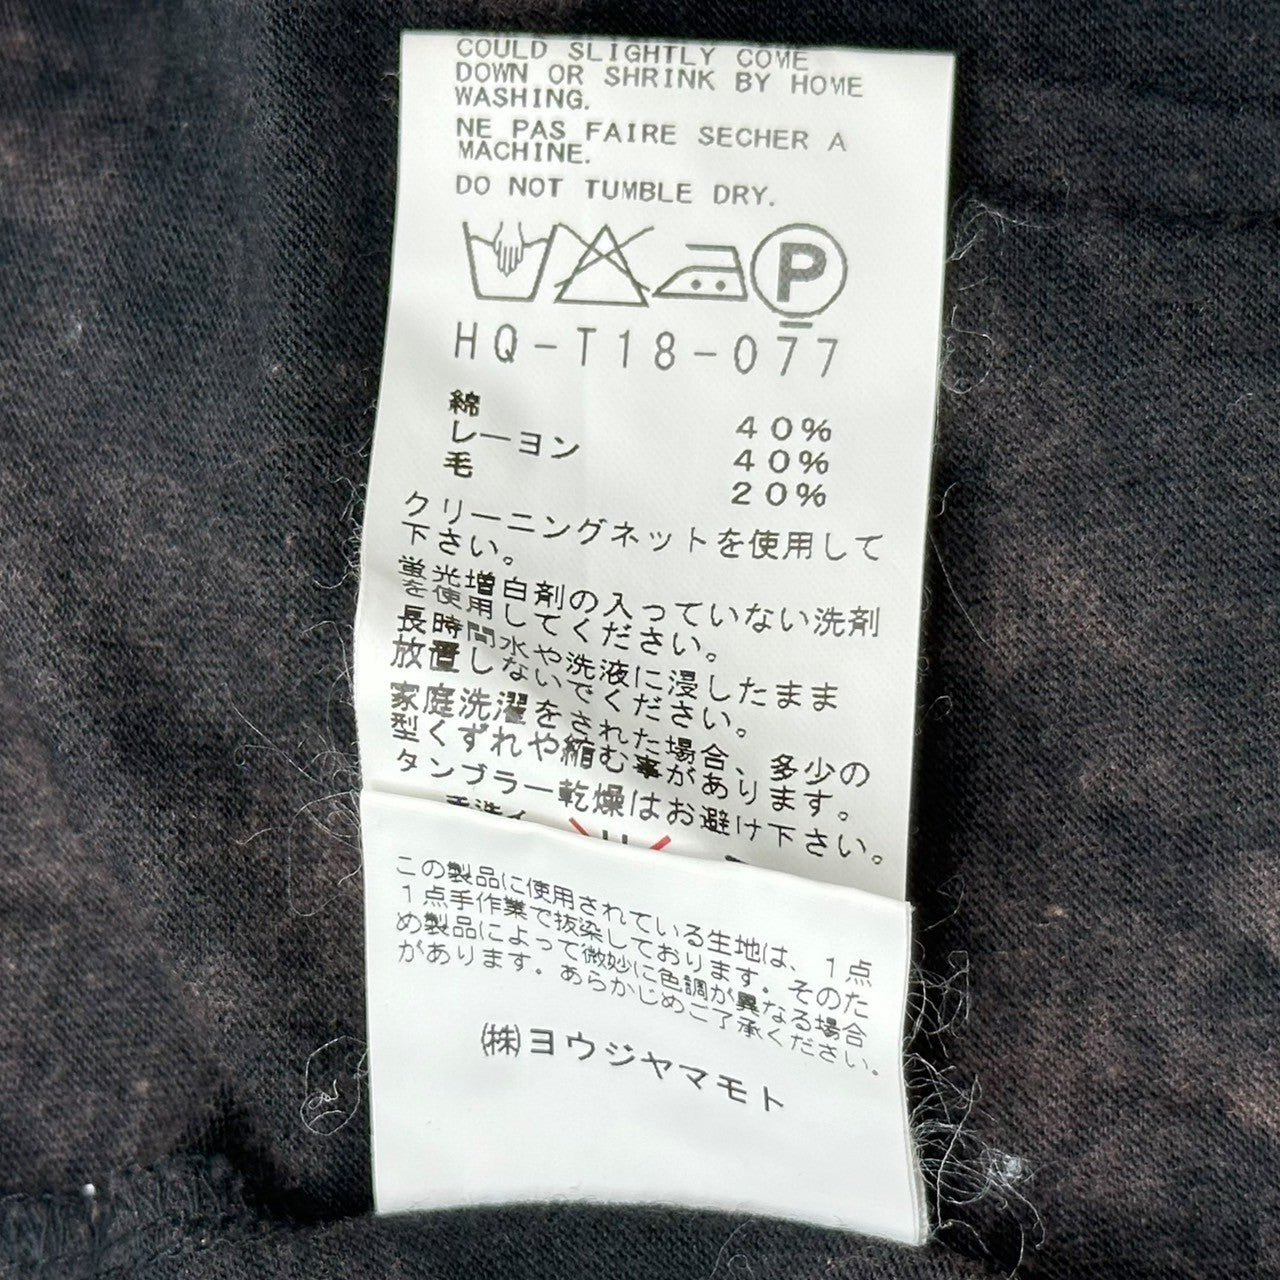 COULD SLIGHTLY COME
DOWN OR SHRINK BY HOME
WASHING.
NE PAS FAIRE SECHER A
MACHINE.
DO NOT TUMBLE DRY.
P
HQ-T18-077
綿 40%
レーヨン 40%
毛 20%
クリーニングネットを使用して
下さい。
蛍光増白剤の入っていない洗剤
を使用してください。
長時間水や洗液に浸したまま
放置しないでください。
家庭洗濯をされた場合、多少の
型くずれや縮む事があります。
タンブラー乾燥はお避け下さい。
手洗イ
この製品に使用されている生地は、1点
1点手作業で抜染しております。そのた
め製品によって微妙に色調が異なる場合
があります。あらかじめご了承ください。
㈱ヨウジヤマモト